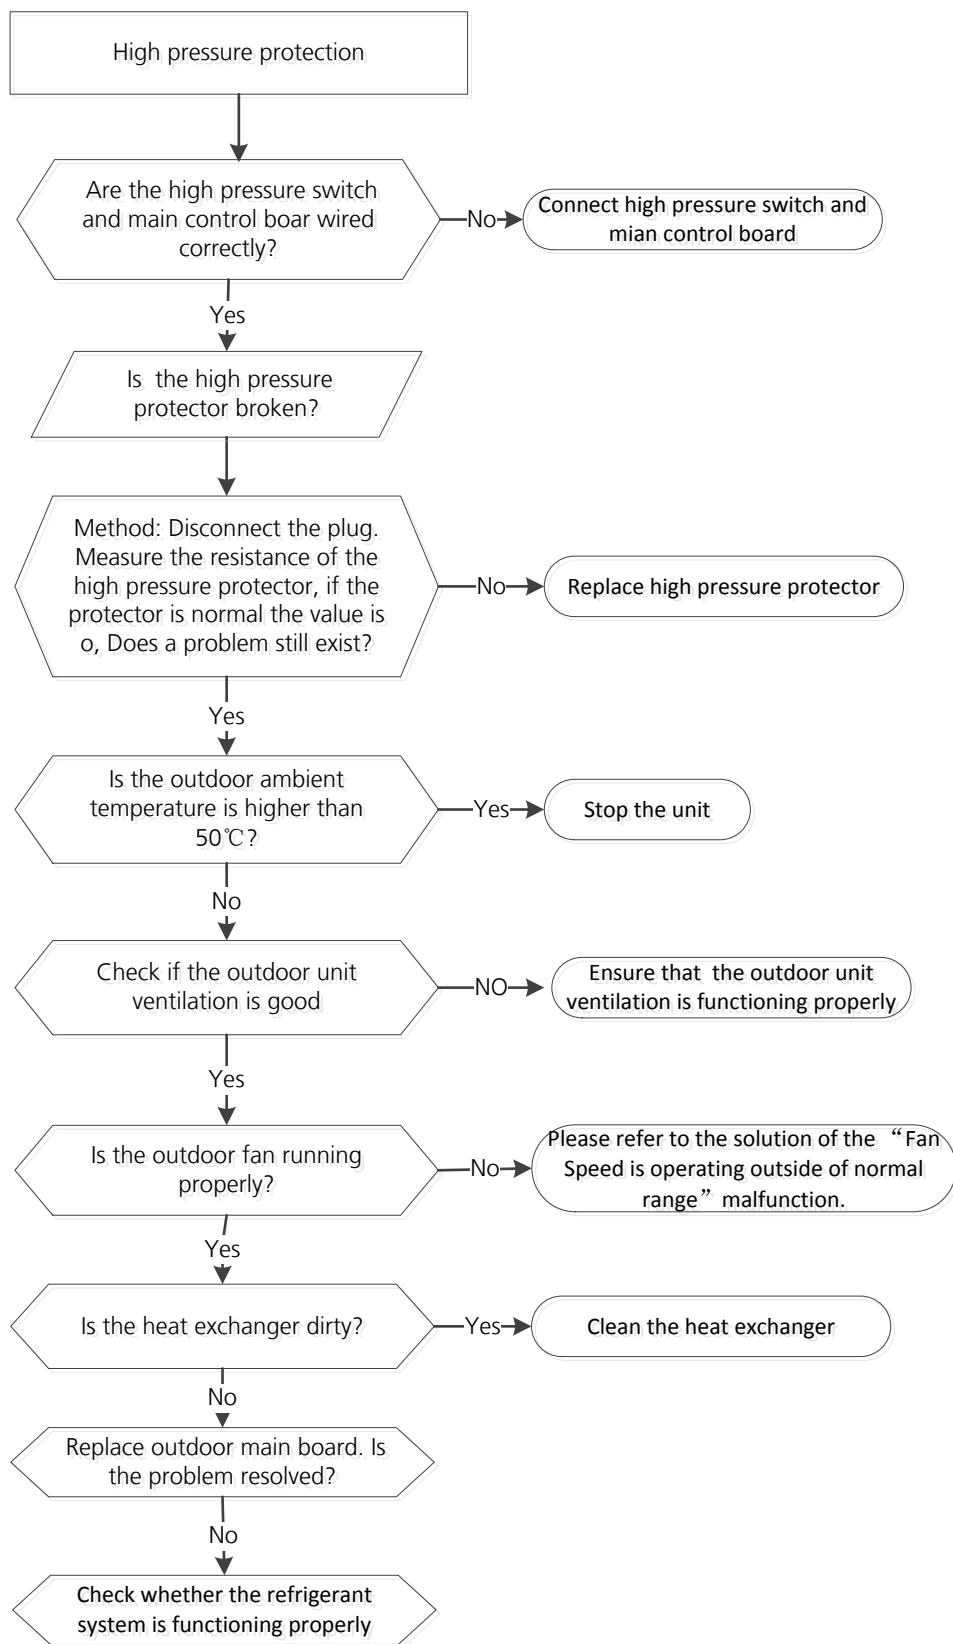 High pressure protection
Are the high pressure switch
and main control boar wired
correctly?
No
Connect high pressure switch and
mian control board
Yes
Is the high pressure
protector broken?
Method: Disconnect the plug.
Measure the resistance of the
high pressure protector, if the
protector is normal the value is
o, Does a problem still exist?
No
Replace high pressure protector
Yes
Is the outdoor ambient
temperature is higher than
50℃?
Yes
Stop the unit
No
Check if the outdoor unit
ventilation is good
NO
Ensure that the outdoor unit
ventilation is functioning properly
Yes
Is the outdoor fan running
properly?
No
Please refer to the solution of the “Fan
Speed is operating outside of normal
range” malfunction.
Yes
Is the heat exchanger dirty?
Yes
Clean the heat exchanger
No
Replace outdoor main board. Is
the problem resolved?
No
Check whether the refrigerant
system is functioning properly